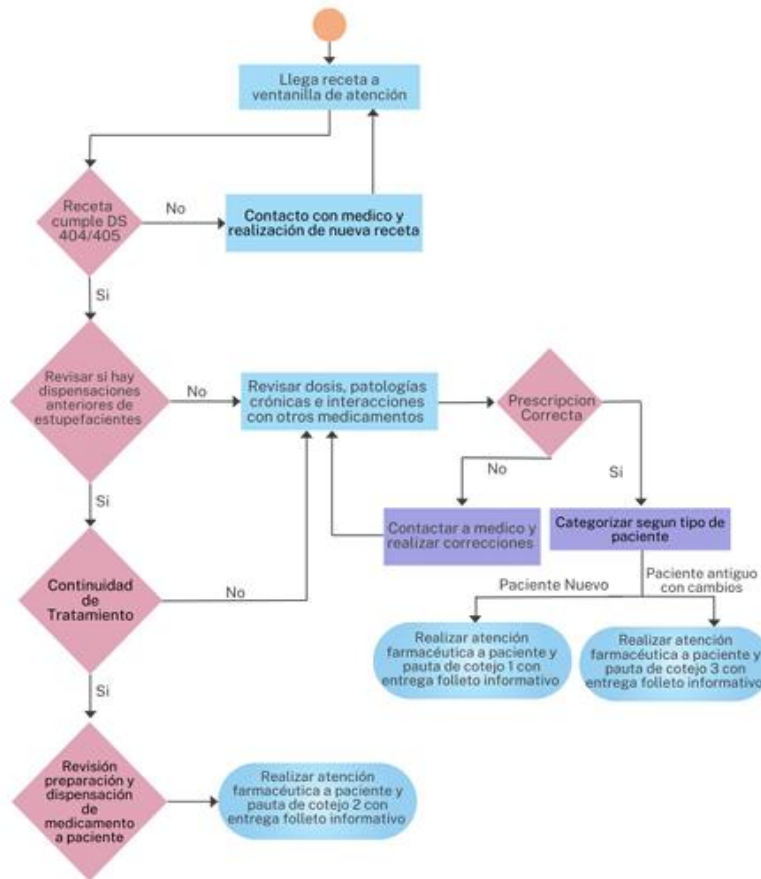 Llega receta a
ventanilla de atención
Receta
cumple DS
404/405
No
Contacto con medico y
realización de nueva receta
Si
Revisar si hay
dispensaciones
anteriores de
estupefacientes
No
Revisar dosis, patologías
crónicas e interacciones
con otros medicamentos
Prescripcion
Correcta
No
Si
Contactar a medico y
realizar correcciones
Categorizar segun tipo de
paciente
Si
Continuidad
de
Tratamiento
No
Paciente Nuevo
Paciente antiguo
con cambios
Realizar atención
farmacéutica a paciente y
pauta de cotejo 1 con
entrega folleto informativo
Realizar atención
farmacéutica a paciente y
pauta de cotejo 3 con
entrega folleto informativo
Si
Revisión
preparación y
dispensación
de
medicamento
a paciente
Realizar atención
farmacéutica a paciente y
pauta de cotejo 2 con
entrega folleto informativo